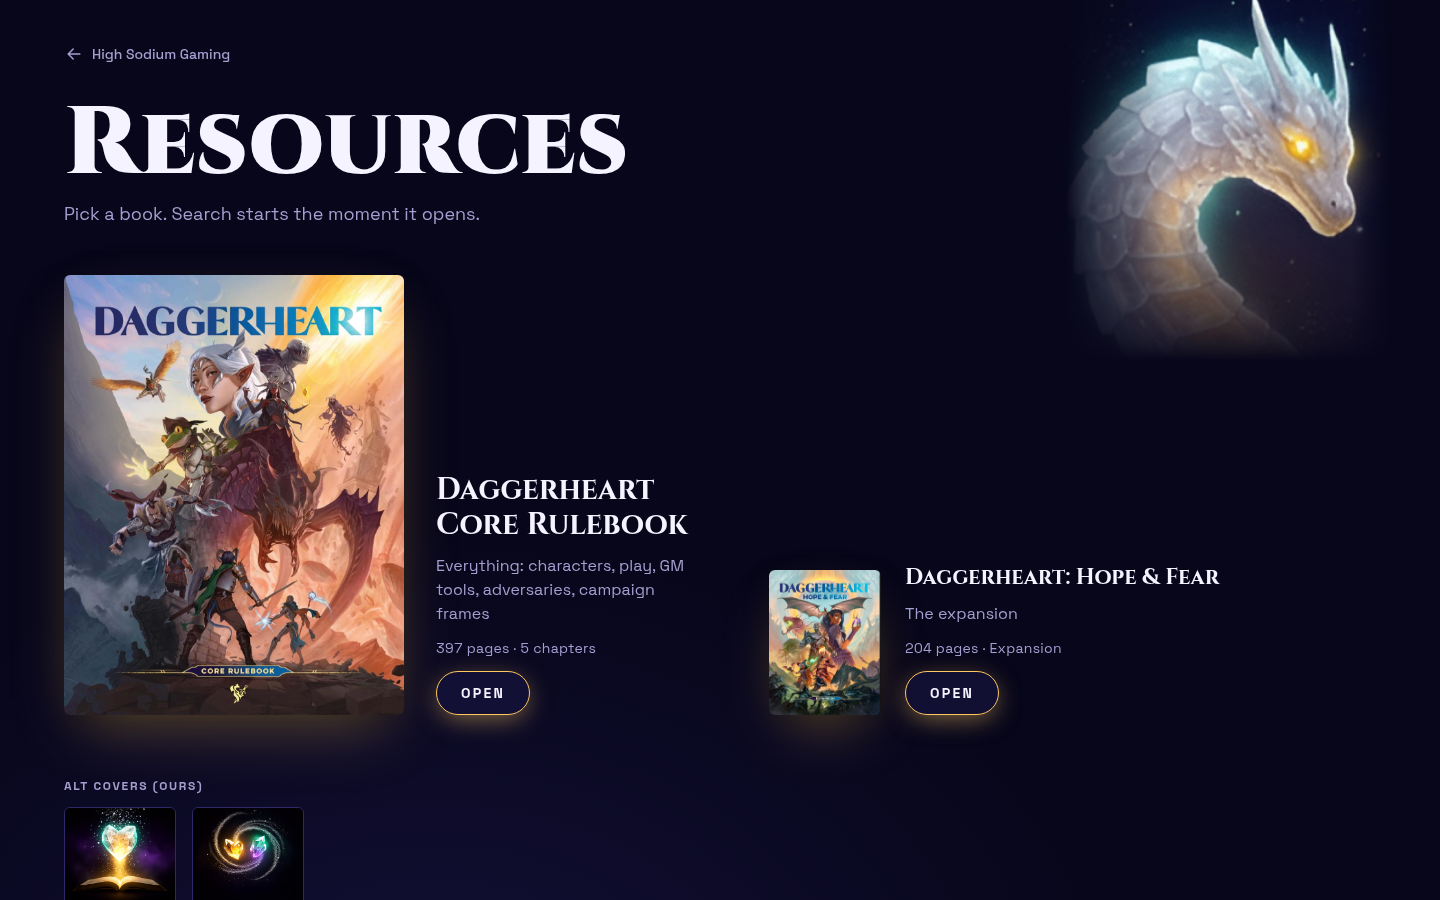 High Sodium Gaming
Resources
Pick a book. Search starts the moment it opens.
DAGGERHEART
CORE RULEBOOK
Daggerheart
Core Rulebook
Everything: characters, play, GM
tools, adversaries, campaign
frames
397 pages · 5 chapters
OPEN
DAGGERHEART
HOPE & FEAR
Daggerheart: Hope & Fear
The expansion
204 pages · Expansion
OPEN
ALT COVERS (OURS)